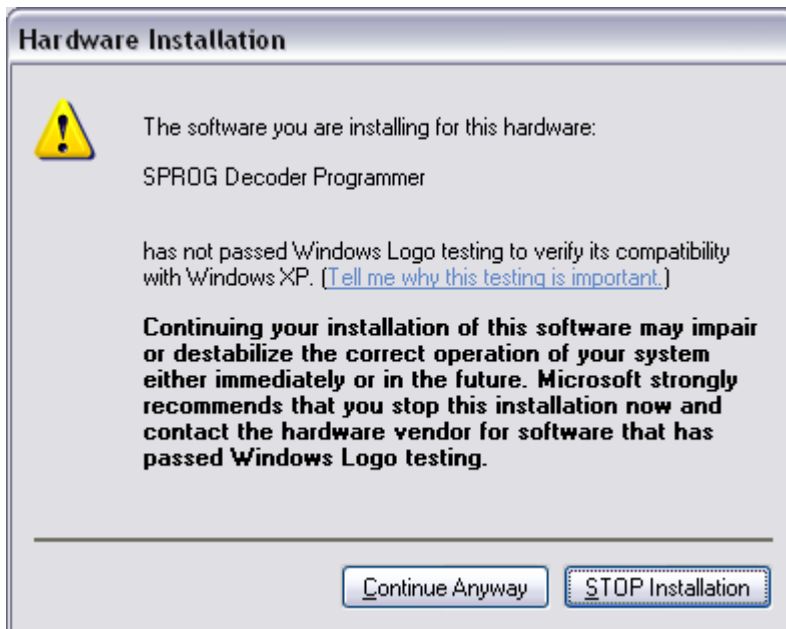 Hardware Installation
The software you are installing for this hardware:
SPROG Decoder Programmer
has not passed Windows Logo testing to verify its compatibility
with Windows XP. (Tell me why this testing is important.)
Continuing your installation of this software may impair
or destabilize the correct operation of your system
either immediately or in the future. Microsoft strongly
recommends that you stop this installation now and
contact the hardware vendor for software that has
passed Windows Logo testing.
Continue Anyway
STOP Installation